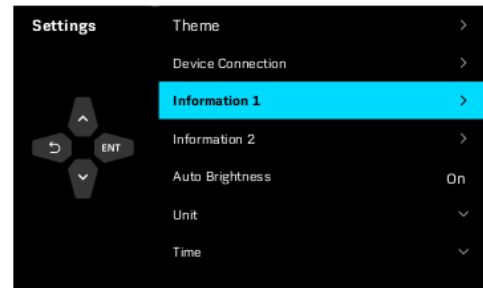 Settings
Theme
Device Connection
Information 1
ENT
Information 2
Auto Brightness On
Unit
Time